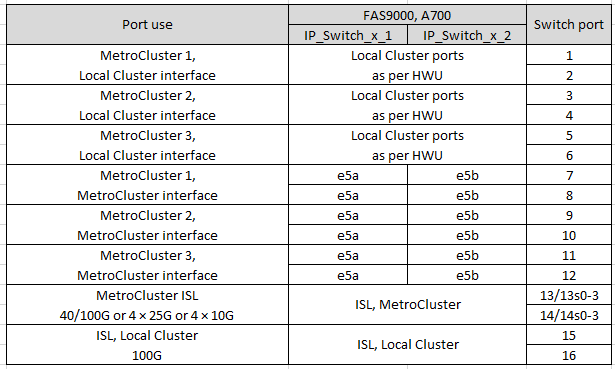 Port use FAS9000, A700 Switch port
IP_Switch_x_1 IP_Switch_x_2
MetroCluster 1, Local Cluster ports 1
Local Cluster interface as per HWU 2
MetroCluster 2, Local Cluster ports 3
Local Cluster interface as per HWU 4
MetroCluster 3, Local Cluster ports 5
Local Cluster interface as per HWU 6
MetroCluster 1, e5a e5b 7
MetroCluster interface e5a e5b 8
MetroCluster 2, e5a e5b 9
MetroCluster interface e5a e5b 10
MetroCluster 3, e5a e5b 11
MetroCluster interface e5a e5b 12
MetroCluster ISL ISL, MetroCluster 13/13s0-3
40/100G or 4 × 25G or 4 × 10G 14/14s0-3
ISL, Local Cluster ISL, Local Cluster 15
100G 16